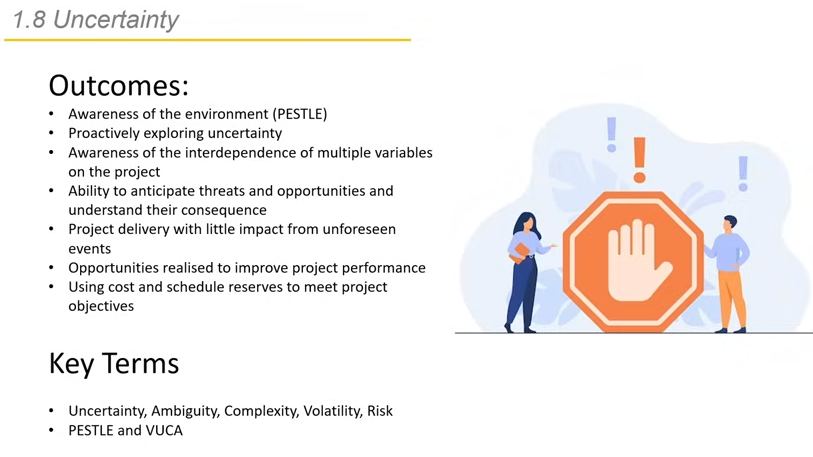 1.8 Uncertainty
Outcomes:
• Awareness of the environment (PESTLE)
• Proactively exploring uncertainty
• Awareness of the interdependence of multiple variables
on the project
• Ability to anticipate threats and opportunities and
understand their consequence
• Project delivery with little impact from unforeseen
events
• Opportunities realised to improve project performance
• Using cost and schedule reserves to meet project
objectives
Key Terms
• Uncertainty, Ambiguity, Complexity, Volatility, Risk
• PESTLE and VUCA